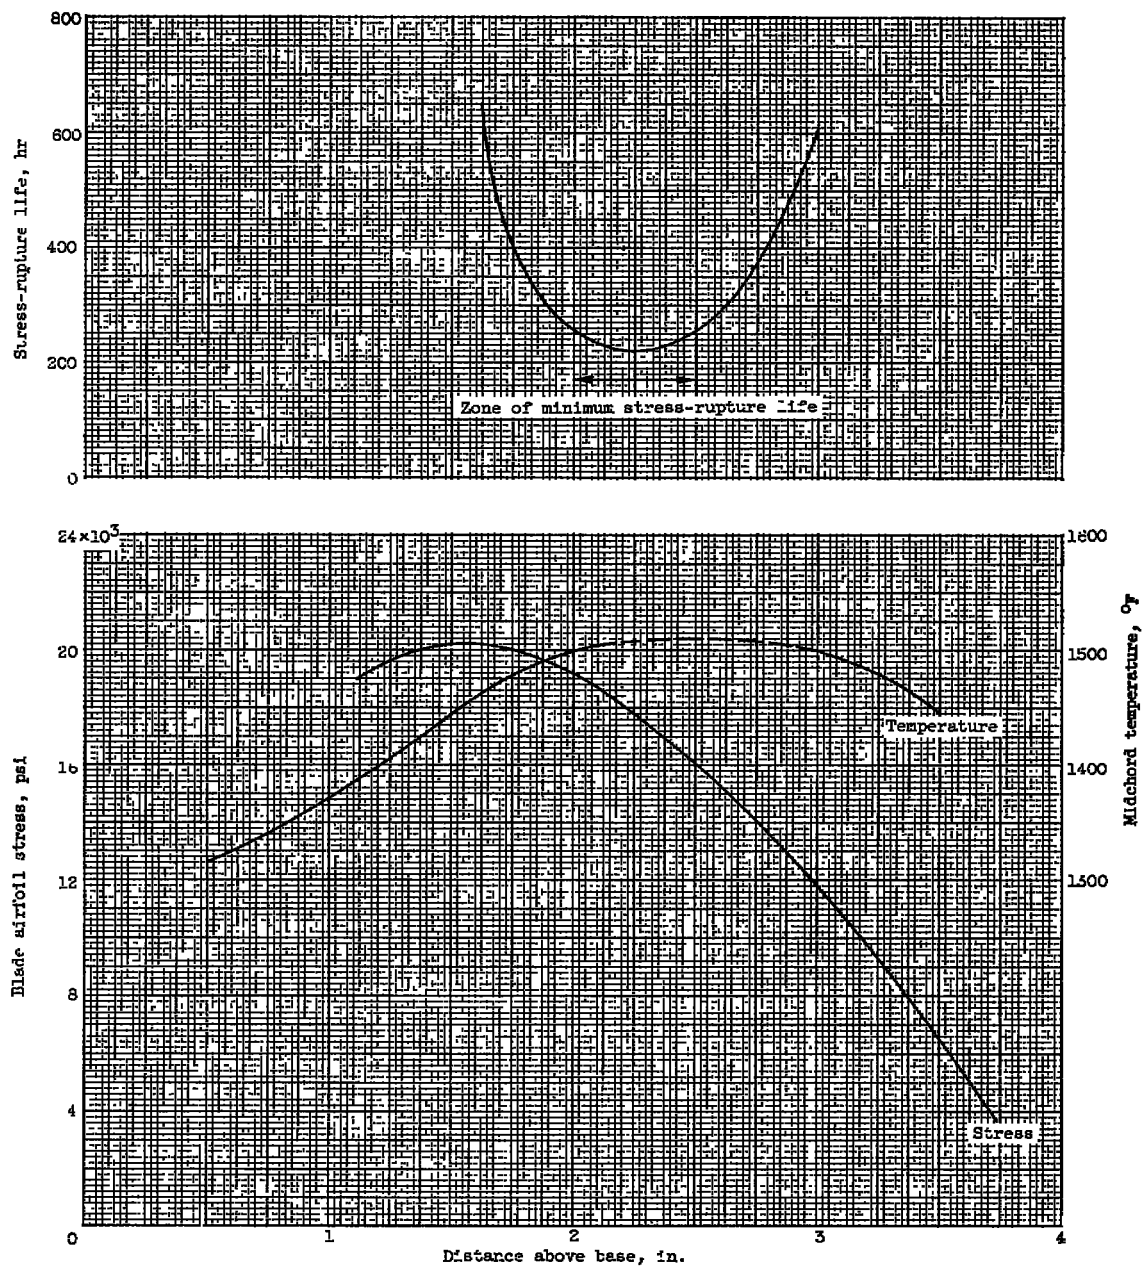 800
600
400
200
0
Stress-rupture life, hr
Zone of minimum stress-rupture life
24×10³
20
16
12
8
4
0
Blade airfoil stress, psi
1600
1500
1400
1300
Midchord temperature, °F
Temperature
Stress
1
2
3
4
Distance above base, in.